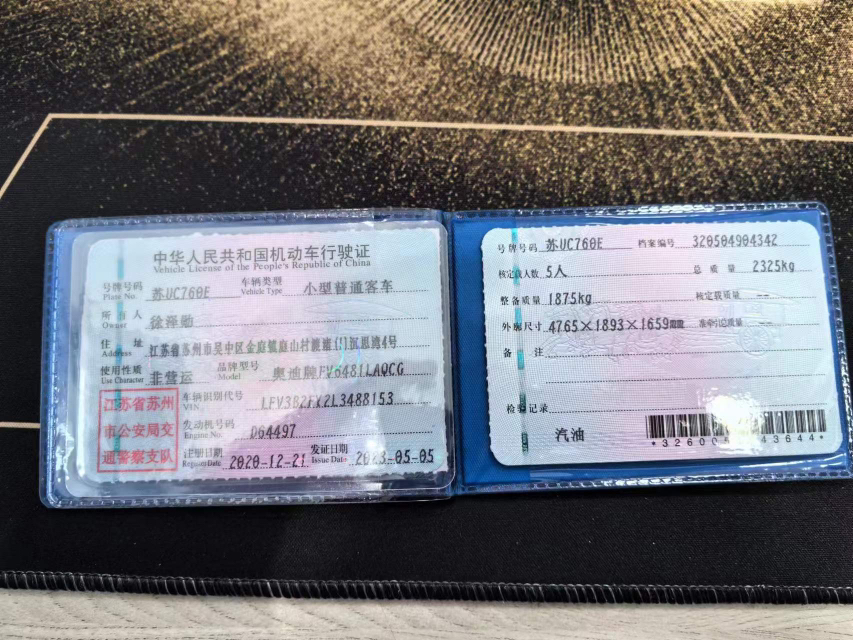 中华人民共和国机动车行驶证
Vehicle License of the People's Republic of China
号牌号码 苏UC760E 车辆类型 小型普通客车
Plate No. Vehicle Type
所有人
Owner 徐泽勋
住址 江苏省苏州市吴中区金庭镇庭山村
Address
使用性质 非营运 品牌型号 奥迪牌FV6481LAQCG
Use Character Model
江苏省苏州
市公安局交
通警察支队
车辆识别代号
VIN LFV3B2FY2L3488153
发动机号码
Engine No. D64497
注册日期 2020-12-21 发证日期 2023-05-05
Register Date Issue Date
号牌号码 苏UC760E 档案编号 320504904342
核定载人数 5人 总质量 2325kg
整备质量 1875kg 核定载质量 --
外廓尺寸 4765×1893×1659mm 准牵引总质量 --
备注
检验记录
汽油